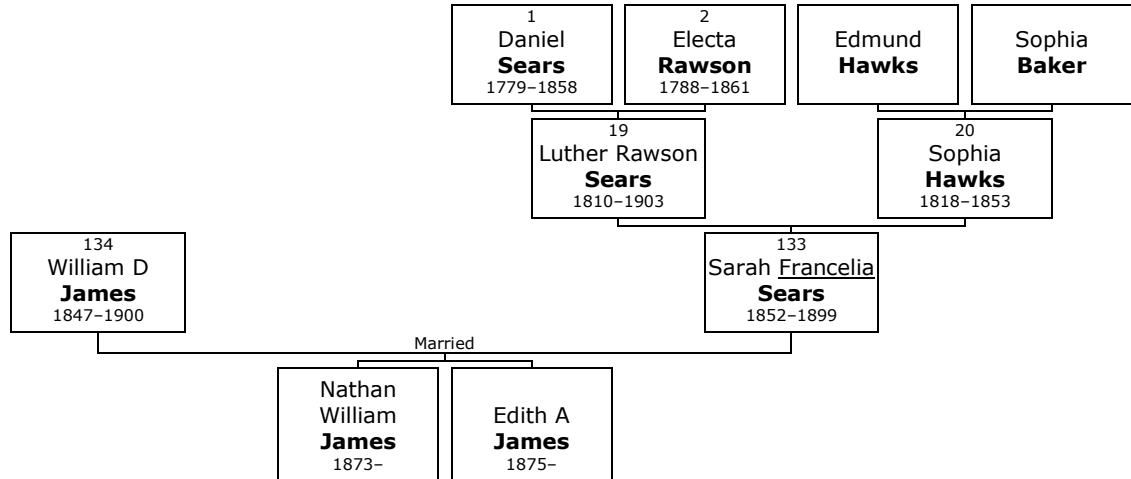 1
Daniel
Sears
1779–1858
2
Electa
Rawson
1788–1861
Edmund
Hawks
Sophia
Baker
19
Luther Rawson
Sears
1810–1903
20
Sophia
Hawks
1818–1853
134
William D
James
1847–1900
133
Sarah Francelia
Sears
1852–1899
Married
Nathan
William
James
1873–
Edith A
James
1875–